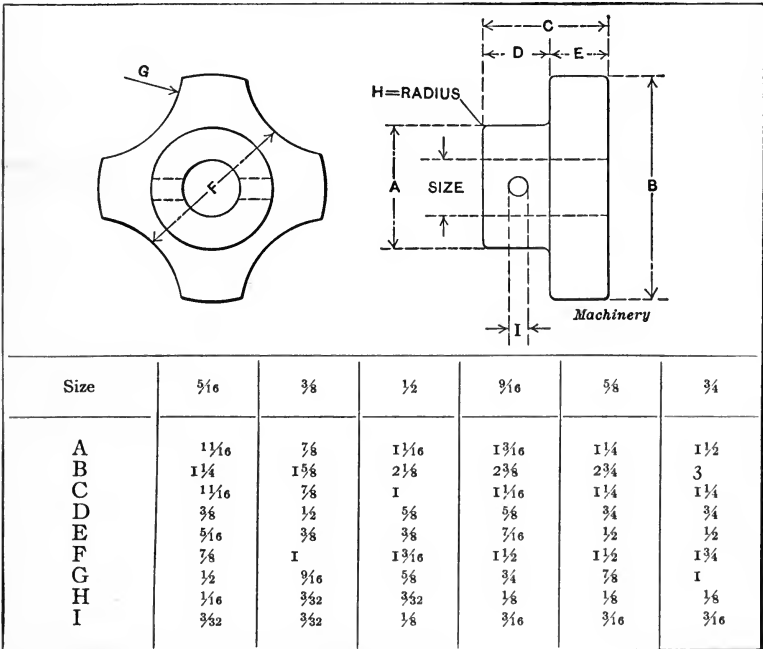 G
C
D E
H=RADIUS
F
A
SIZE
B
I
Machinery
Size 5/16 3/8 1/2 9/16 5/8 3/4
A 11/16 7/8 1 1/16 1 3/16 1 1/4 1 1/2
B 1 1/4 1 5/8 2 1/8 2 3/8 2 3/4 3
C 11/16 7/8 1 1 1/16 1 1/4 1 1/4
D 3/8 1/2 5/8 5/8 3/4 3/4
E 5/16 3/8 3/8 7/16 1/2 1/2
F 7/8 1 1 3/16 1 1/2 1 1/2 1 3/4
G 1/2 9/16 5/8 3/4 7/8 1
H 1/16 3/32 3/32 1/8 1/8 1/8
I 3/32 3/32 1/8 3/16 3/16 3/16